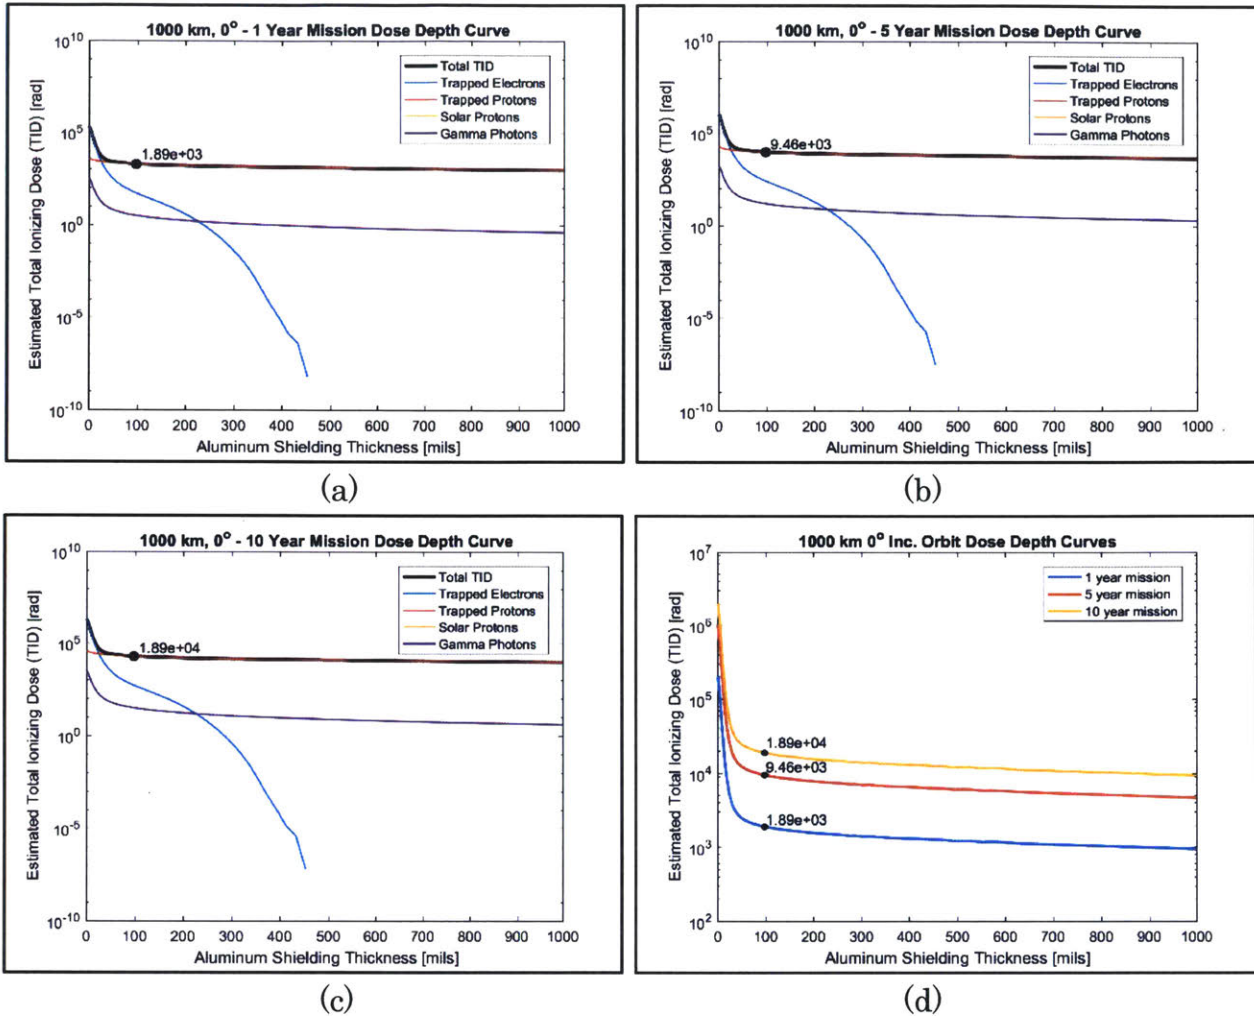 1000 km, 0° - 1 Year Mission Dose Depth Curve
Estimated Total Ionizing Dose (TID) [rad]
10^10
10^5
10^0
10^-5
10^-10
Total TID
Trapped Electrons
Trapped Protons
Solar Protons
Gamma Photons
1.89e+03
0 100 200 300 400 500 600 700 800 900 1000
Aluminum Shielding Thickness [mils]
(a)
1000 km, 0° - 5 Year Mission Dose Depth Curve
Estimated Total Ionizing Dose (TID) [rad]
10^10
10^5
10^0
10^-5
10^-10
Total TID
Trapped Electrons
Trapped Protons
Solar Protons
Gamma Photons
9.46e+03
0 100 200 300 400 500 600 700 800 900 1000
Aluminum Shielding Thickness [mils]
(b)
1000 km, 0° - 10 Year Mission Dose Depth Curve
Estimated Total Ionizing Dose (TID) [rad]
10^10
10^5
10^0
10^-5
10^-10
Total TID
Trapped Electrons
Trapped Protons
Solar Protons
Gamma Photons
1.89e+04
0 100 200 300 400 500 600 700 800 900 1000
Aluminum Shielding Thickness [mils]
(c)
1000 km 0° Inc. Orbit Dose Depth Curves
Estimated Total Ionizing Dose (TID) [rad]
10^7
10^6
10^5
10^4
10^3
10^2
1 year mission
5 year mission
10 year mission
1.89e+04
9.46e+03
1.89e+03
0 100 200 300 400 500 600 700 800 900 1000
Aluminum Shielding Thickness [mils]
(d)